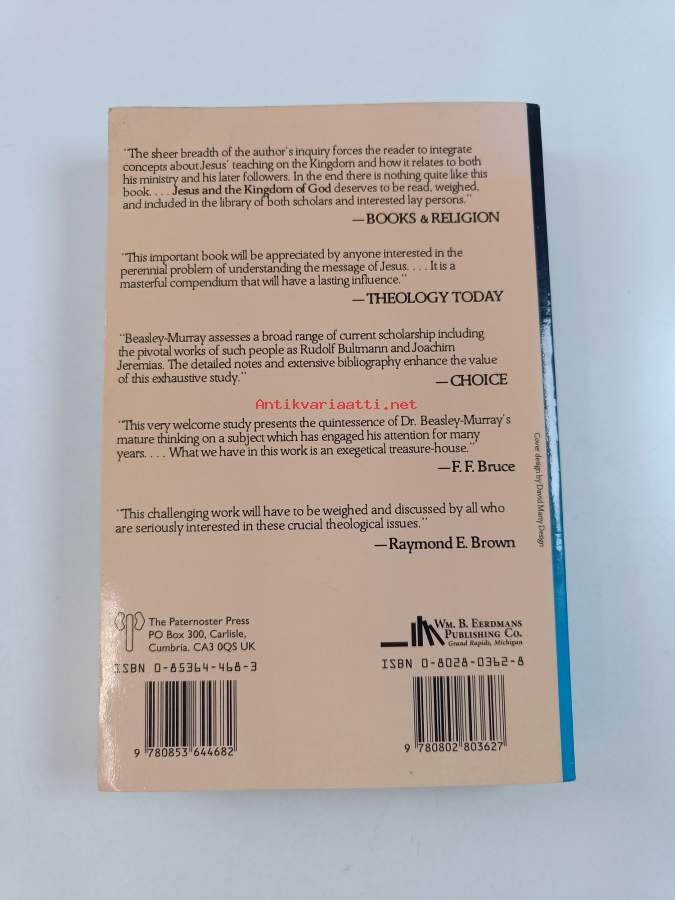 "The sheer breadth of the author's inquiry forces the reader to integrate
concepts about Jesus' teaching on the Kingdom and how it relates to both
his ministry and his later followers. In the end there is nothing quite like this
book. . . . Jesus and the Kingdom of God deserves to be read, weighed,
and included in the library of both scholars and interested lay persons."
—BOOKS & RELIGION
"This important book will be appreciated by anyone interested in the
perennial problem of understanding the message of Jesus. . . . It is a
masterful compendium that will have a lasting influence."
—THEOLOGY TODAY
"Beasley-Murray assesses a broad range of current scholarship including
the pivotal works of such people as Rudolf Bultmann and Joachim
Jeremias. The detailed notes and extensive bibliography enhance the value
of this exhaustive study."
—CHOICE
Antikvariaatti.net
"This very welcome study presents the quintessence of Dr. Beasley-Murray's
mature thinking on a subject which has engaged his attention for many
years. . . . What we have in this work is an exegetical treasure-house."
—F. F. Bruce
"This challenging work will have to be weighed and discussed by all who
are seriously interested in these crucial theological issues."
—Raymond E. Brown
Cover design by David Marty Design
The Paternoster Press
PO Box 300, Carlisle,
Cumbria. CA3 0QS UK
ISBN 0-85364-468-3
9 780853 644682
Wm. B. Eerdmans
Publishing Co.
Grand Rapids, Michigan
ISBN 0-8028-0362-8
9 780802 803627